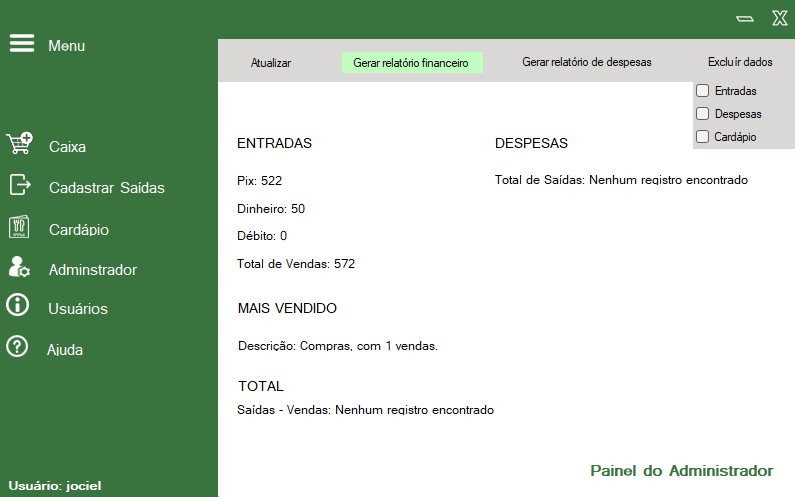 Menu
Caixa
Cadastrar Saídas
Cardápio
Adminstrador
Usuários
Ajuda
Usuário: jociel
Atualizar
Gerar relatório financeiro
Gerar relatório de despesas
Excluír dados
Entradas
Despesas
Cardápio
ENTRADAS
Pix: 522
Dinheiro: 50
Débito: 0
Total de Vendas: 572
DESPESAS
Total de Saídas: Nenhum registro encontrado
MAIS VENDIDO
Descrição: Compras, com 1 vendas.
TOTAL
Saídas - Vendas: Nenhum registro encontrado
Painel do Administrador